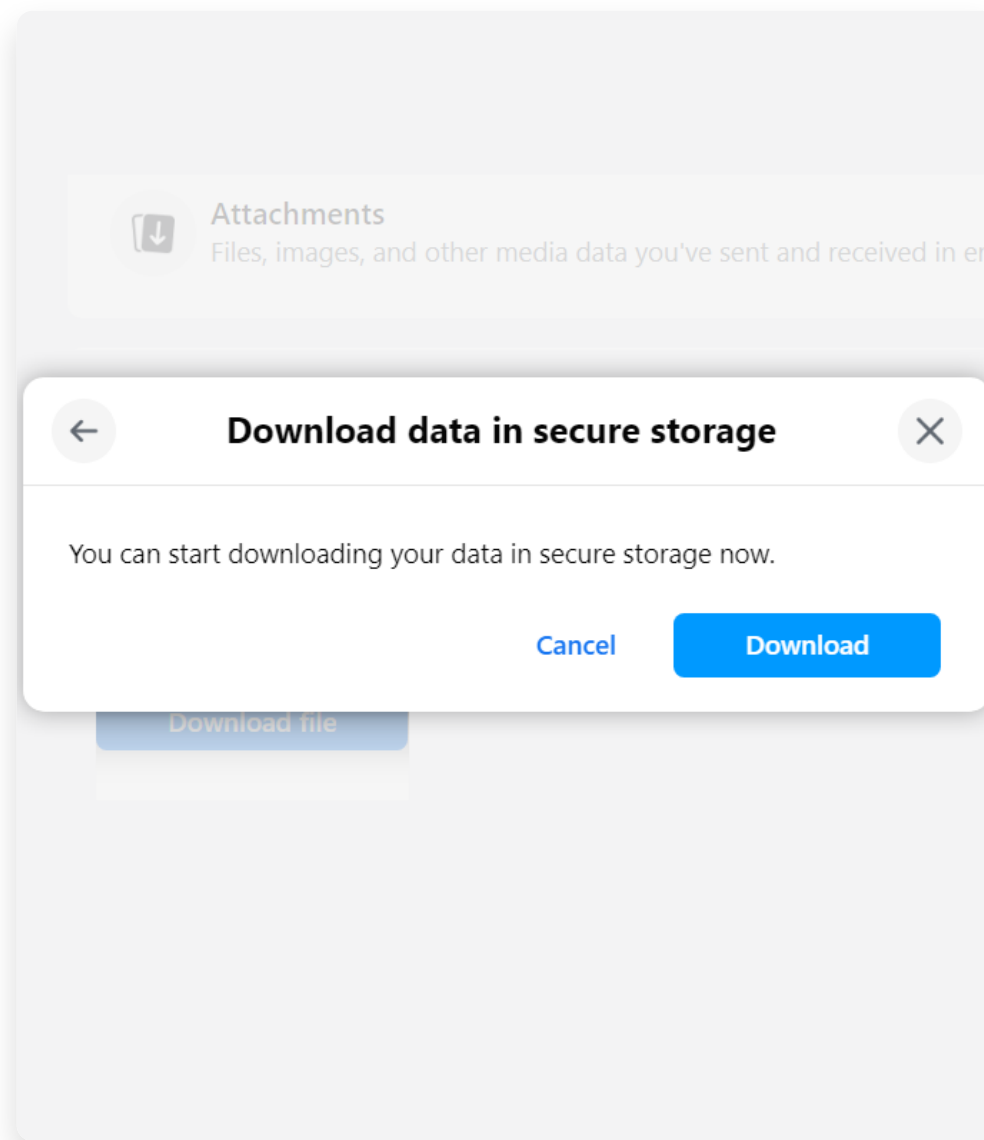 Attachments
Files, images, and other media data you've sent and received in
Download data in secure storage
You can start downloading your data in secure storage now.
Cancel
Download
Download file